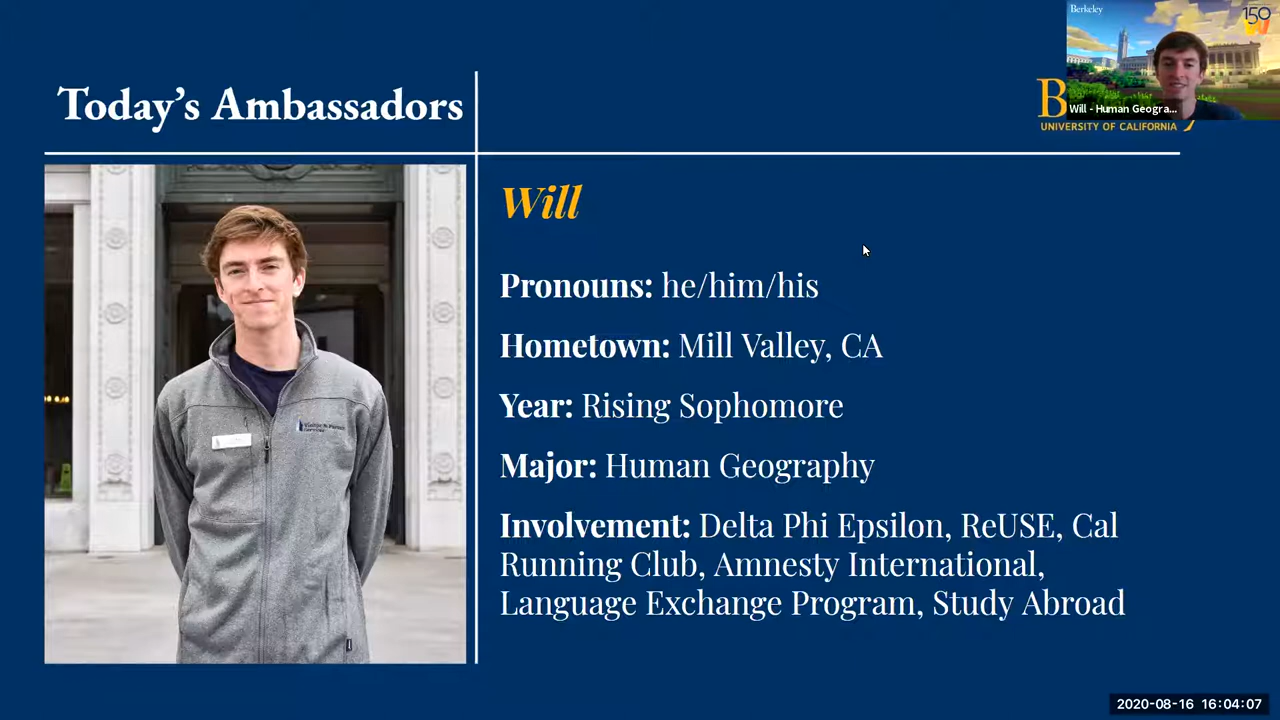 Berkeley
150
Today's Ambassadors
Will - Human Geogra...
UNIVERSITY OF CALIFORNIA
Will
Pronouns: he/him/his
Hometown: Mill Valley, CA
Year: Rising Sophomore
Major: Human Geography
Involvement: Delta Phi Epsilon, ReUSE, Cal
Running Club, Amnesty International,
Language Exchange Program, Study Abroad
2020-08-16 16:04:07